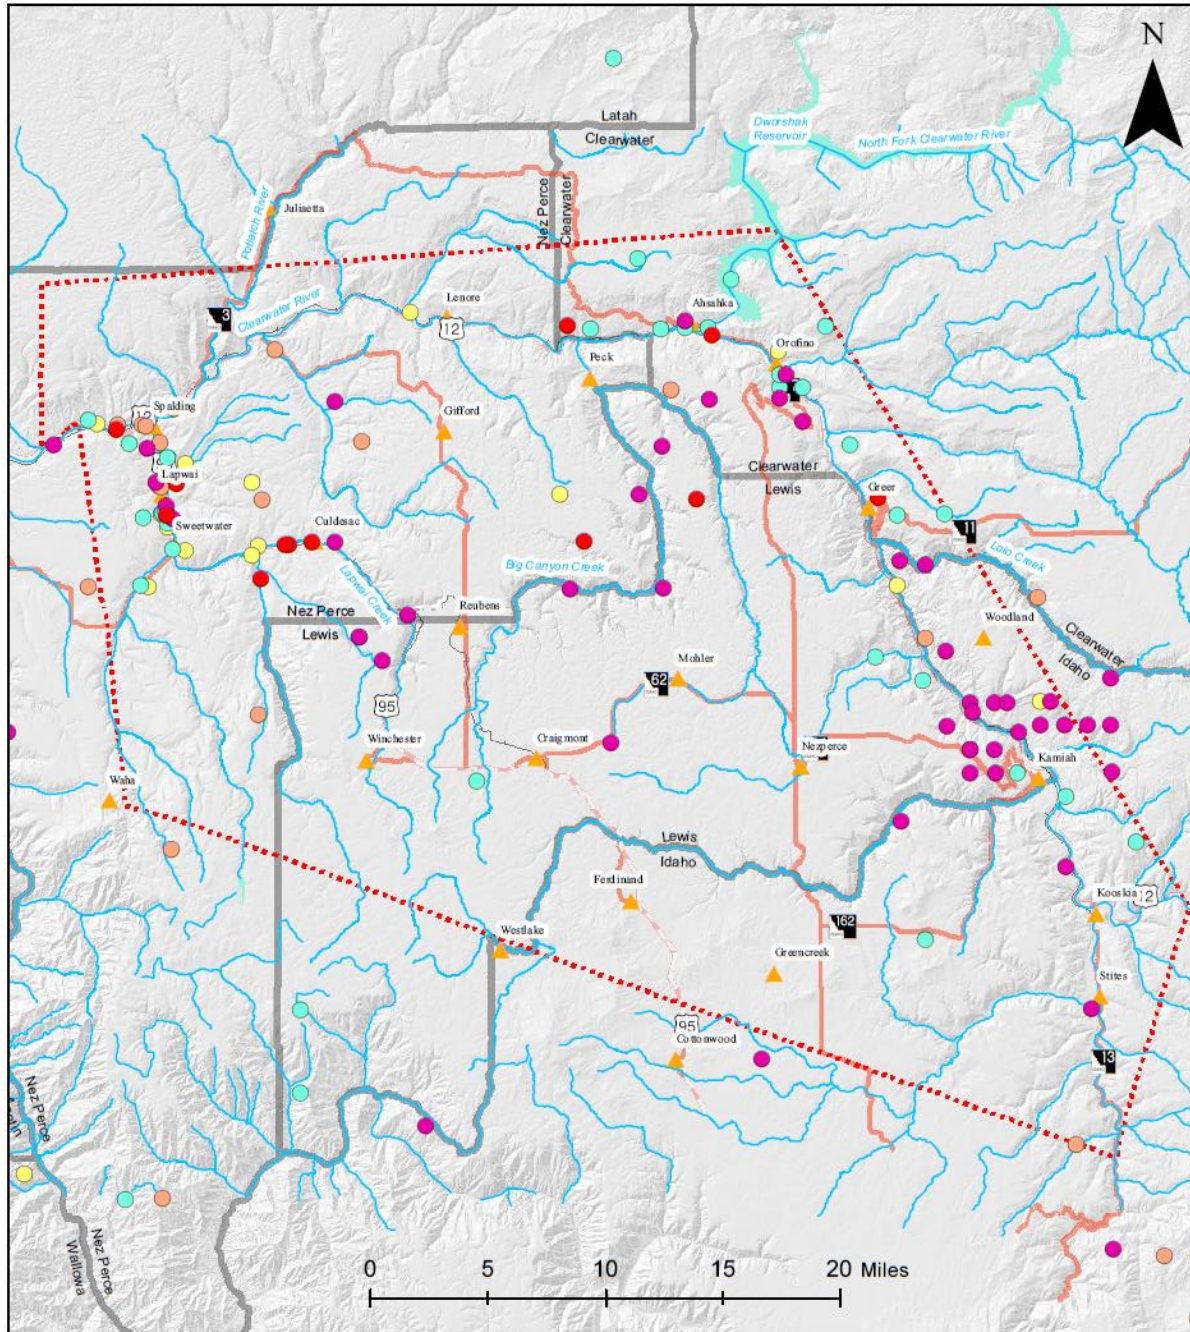 N
Latah
Clearwater
Dworshak
Reservoir
North Fork Clearwater River
Nez Perce
Clearwater
Potlatch River
Juliaetta
3
Clearwater River
Lenore
12
Ahsahka
Orofino
Peck
12
Spalding
Gifford
Lapwai
Clearwater
Lewis
Greer
Sweetwater
Culdesac
11
Lolo Creek
Lapwai Creek
Big Canyon Creek
Nez Perce
Lewis
Reubens
Woodland
Clearwater
Idaho
Mohler
62
95
Winchester
Craigmont
Nezperce
Kamiah
Waha
Lewis
Idaho
Ferdinand
Kooskia
12
162
Westlake
Greencreek
Stites
95
Cottonwood
13
Nez Perce
Nez Perce
Wallowa
0 5 10 15 20 Miles